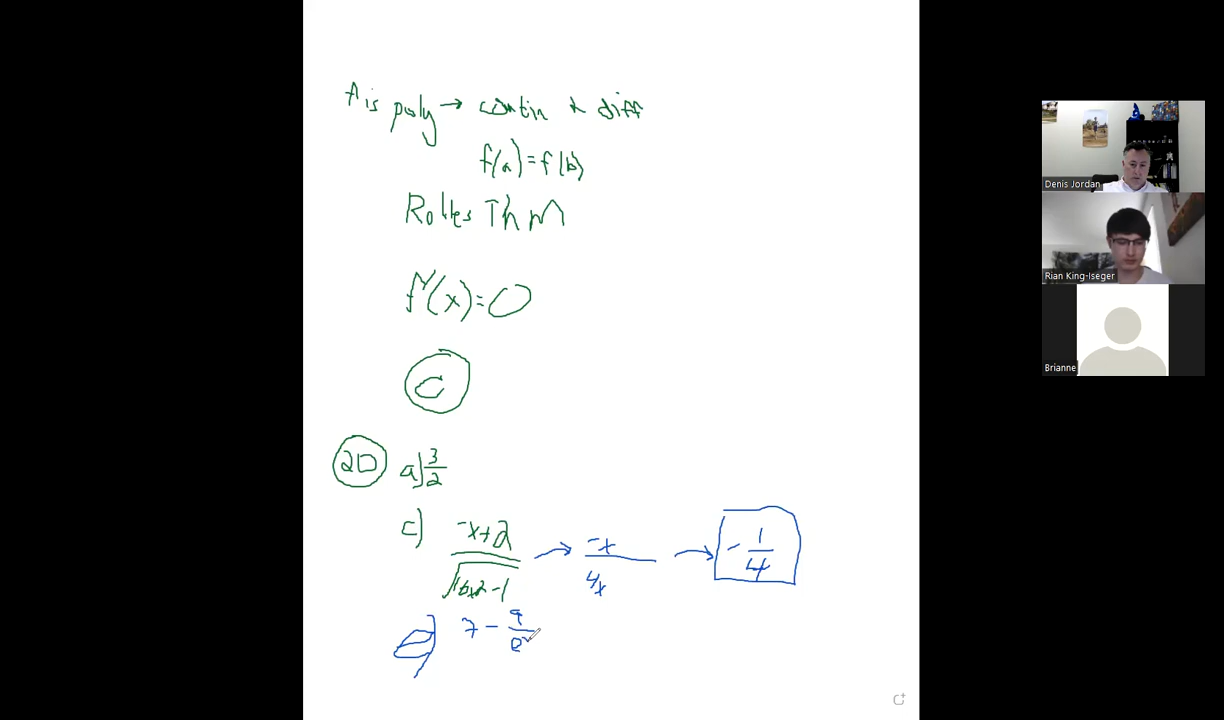 f is poly → contin & diff
f(a) = f(b)
Rolles Thm
f'(x) = 0
C
20 a) 3/2
c) -x+2/√16x2-1 → -x/4x → -1/4
7 - 9/e
Denis Jordan
Rian King-Iseger
Brianne